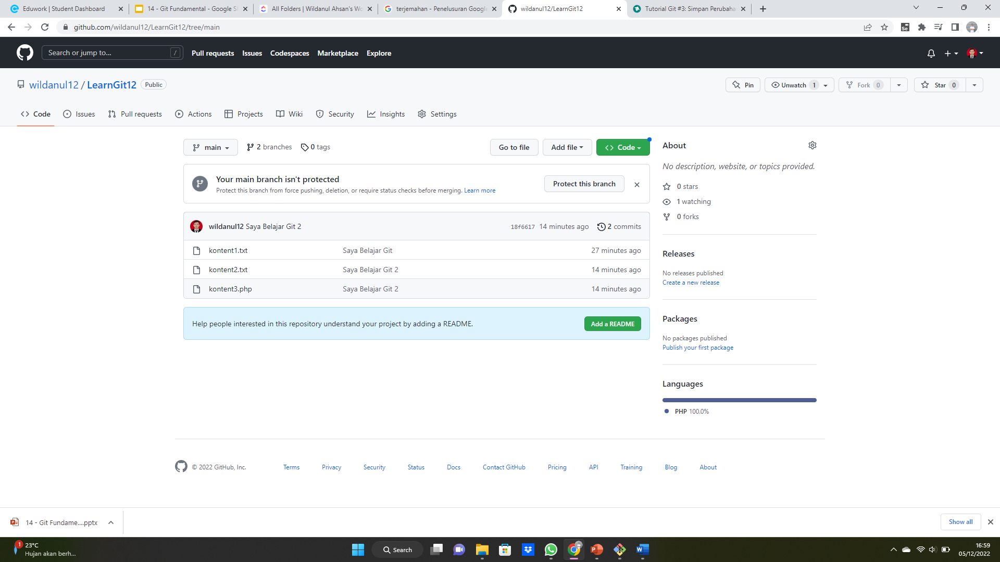 Eduwork | Student Dashboard
14 - Git Fundamental - Google S
All Folders | Wildanul Ahsan's Wo
terjemahan - Penelusuran Google
wildanul12/LearnGit12
Tutorial Git #3: Simpan Perubaha
github.com/wildanul12/LearnGit12/tree/main
Search or jump to... /
Pull requests
Issues
Codespaces
Marketplace
Explore
wildanul12 / LearnGit12 Public
Pin
Unwatch 1
Fork 0
Star 0
Code
Issues
Pull requests
Actions
Projects
Wiki
Security
Insights
Settings
main
2 branches
0 tags
Go to file
Add file
Code
Your main branch isn't protected
Protect this branch from force pushing, deletion, or require status checks before merging. Learn more
Protect this branch
wildanul12 Saya Belajar Git 2 18f6617 14 minutes ago 2 commits
kontent1.txt Saya Belajar Git 27 minutes ago
kontent2.txt Saya Belajar Git 2 14 minutes ago
kontent3.php Saya Belajar Git 2 14 minutes ago
Help people interested in this repository understand your project by adding a README.
Add a README
About
No description, website, or topics provided.
0 stars
1 watching
0 forks
Releases
No releases published
Create a new release
Packages
No packages published
Publish your first package
Languages
PHP 100.0%
© 2022 GitHub, Inc.
Terms
Privacy
Security
Status
Docs
Contact GitHub
Pricing
API
Training
Blog
About
14 - Git Fundame....pptx
Show all
1
23°C
Hujan akan berh...
Search
16:59
05/12/2022